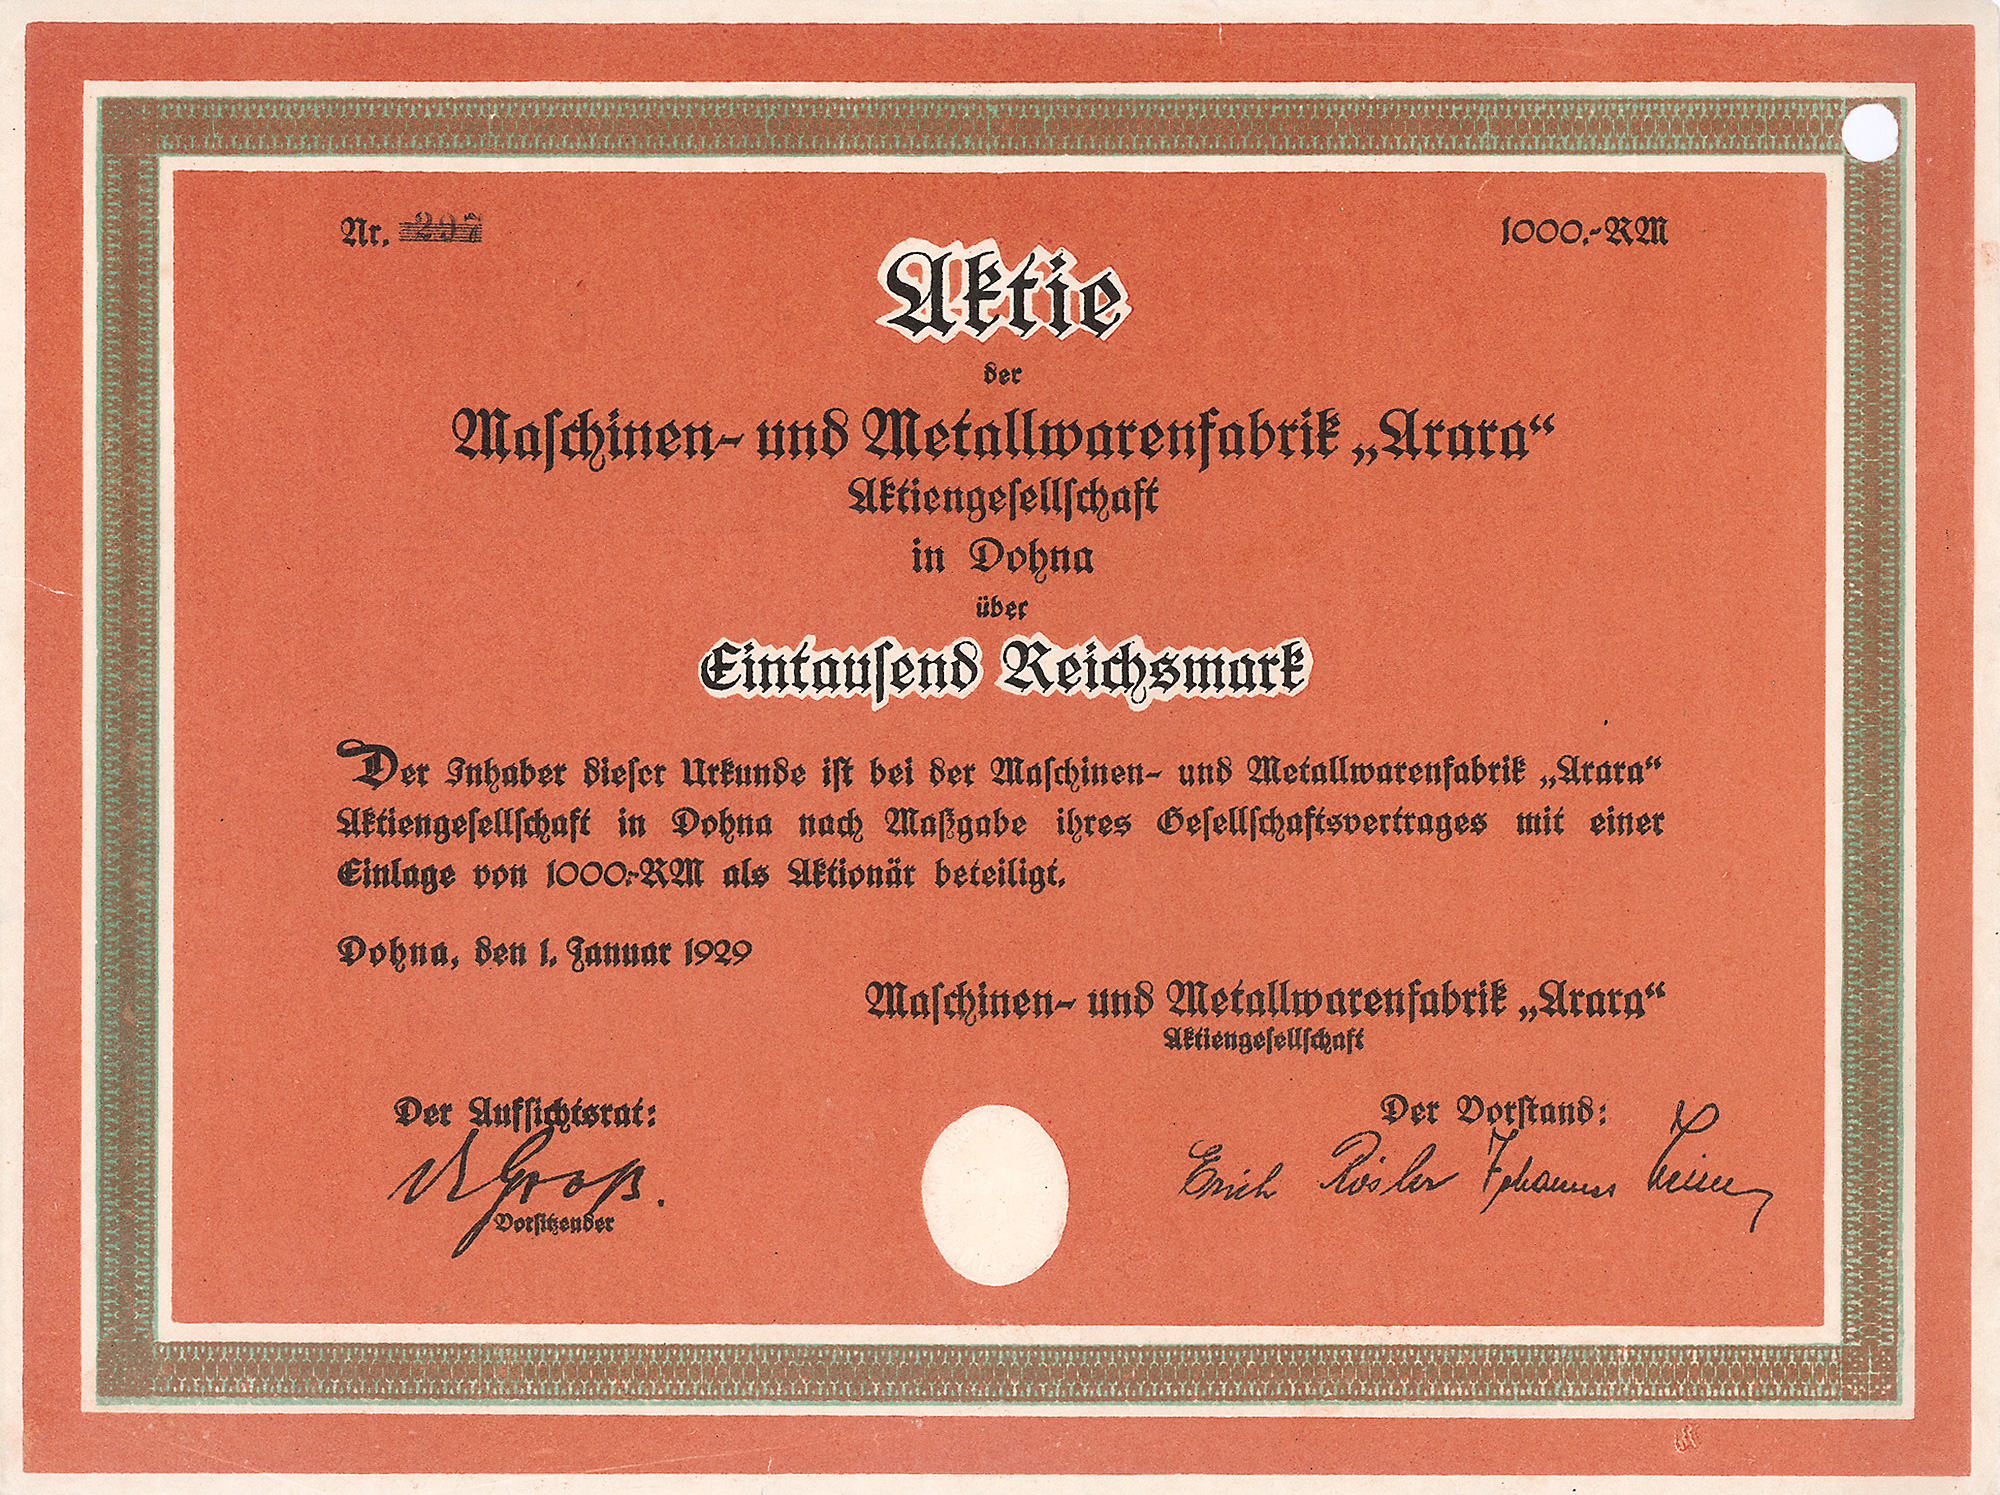 Nr. 297
1000.-RM
Aktie
der
Maschinen- und Metallwarenfabrik „Arara“
Aktiengesellschaft
in Dohna
über
Eintausend Reichsmark
Der Inhaber dieser Urkunde ist bei der Maschinen- und Metallwarenfabrik „Arara“
Aktiengesellschaft in Dohna nach Maßgabe ihres Gesellschaftsvertrages mit einer
Einlage von 1000.-RM als Aktionär beteiligt.
Dohna, den 1. Januar 1929
Maschinen- und Metallwarenfabrik „Arara“
Aktiengesellschaft
Der Aufsichtsrat:
Der Vorstand:
Groß.
Erich Rösler Johannes
Vorsitzender